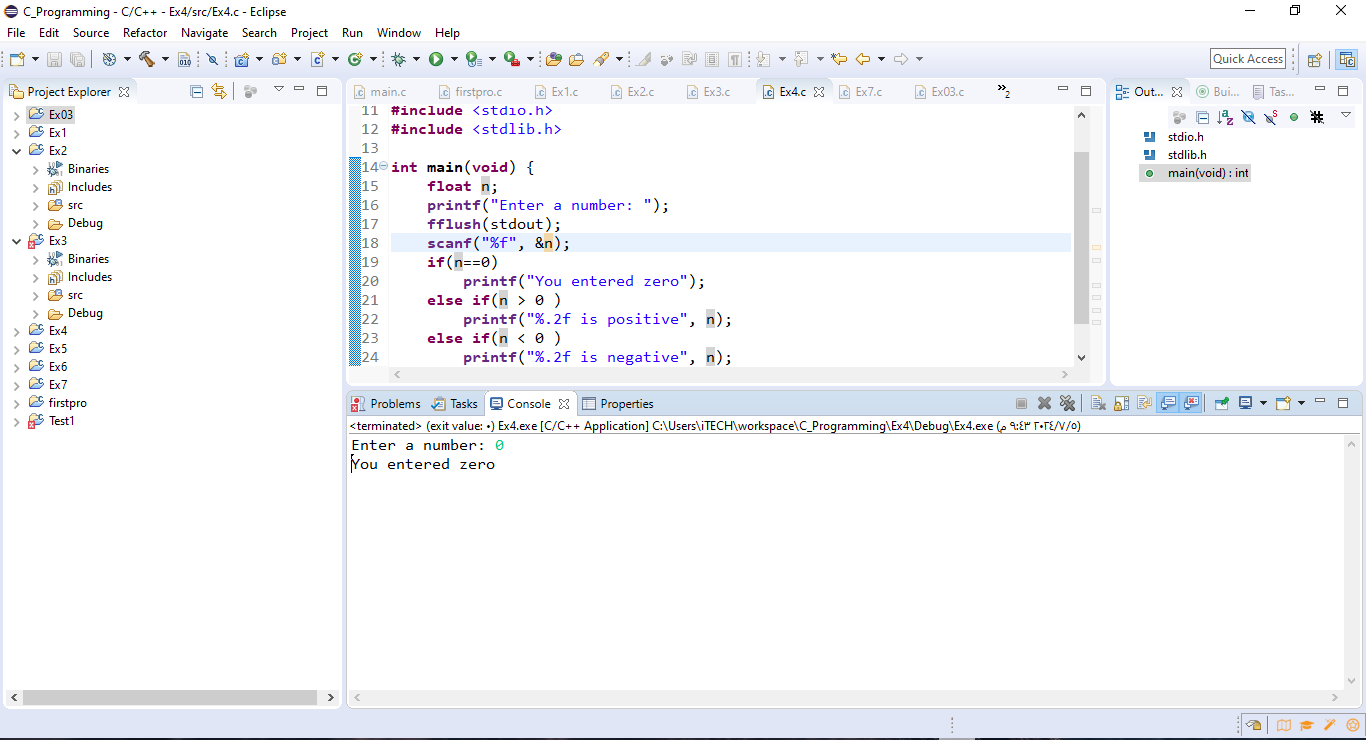 C_Programming - C/C++ - Ex4/src/Ex4.c - Eclipse
File Edit Source Refactor Navigate Search Project Run Window Help
Quick Access
Project Explorer
Ex03
Ex1
Ex2
Binaries
Includes
src
Debug
Ex3
Binaries
Includes
src
Debug
Ex4
Ex5
Ex6
Ex7
firstpro
Test1
main.c firstpro.c Ex1.c Ex2.c Ex3.c Ex4.c Ex7.c Ex03.c »2
11 #include <stdio.h>
12 #include <stdlib.h>
13
14 int main(void) {
15 float n;
16 printf("Enter a number: ");
17 fflush(stdout);
18 scanf("%f", &n);
19 if(n==0)
20 printf("You entered zero");
21 else if(n > 0 )
22 printf("%.2f is positive", n);
23 else if(n < 0 )
24 printf("%.2f is negative", n);
Out... Bui... Tas...
stdio.h
stdlib.h
main(void) : int
Problems Tasks Console Properties
<terminated> (exit value: ٠) Ex4.exe [C/C++ Application] C:\Users\iTECH\workspace\C_Programming\Ex4\Debug\Ex4.exe (٥‏/٧‏/٢٠٢٤ ٩:٤٣ م)
Enter a number: 0
You entered zero